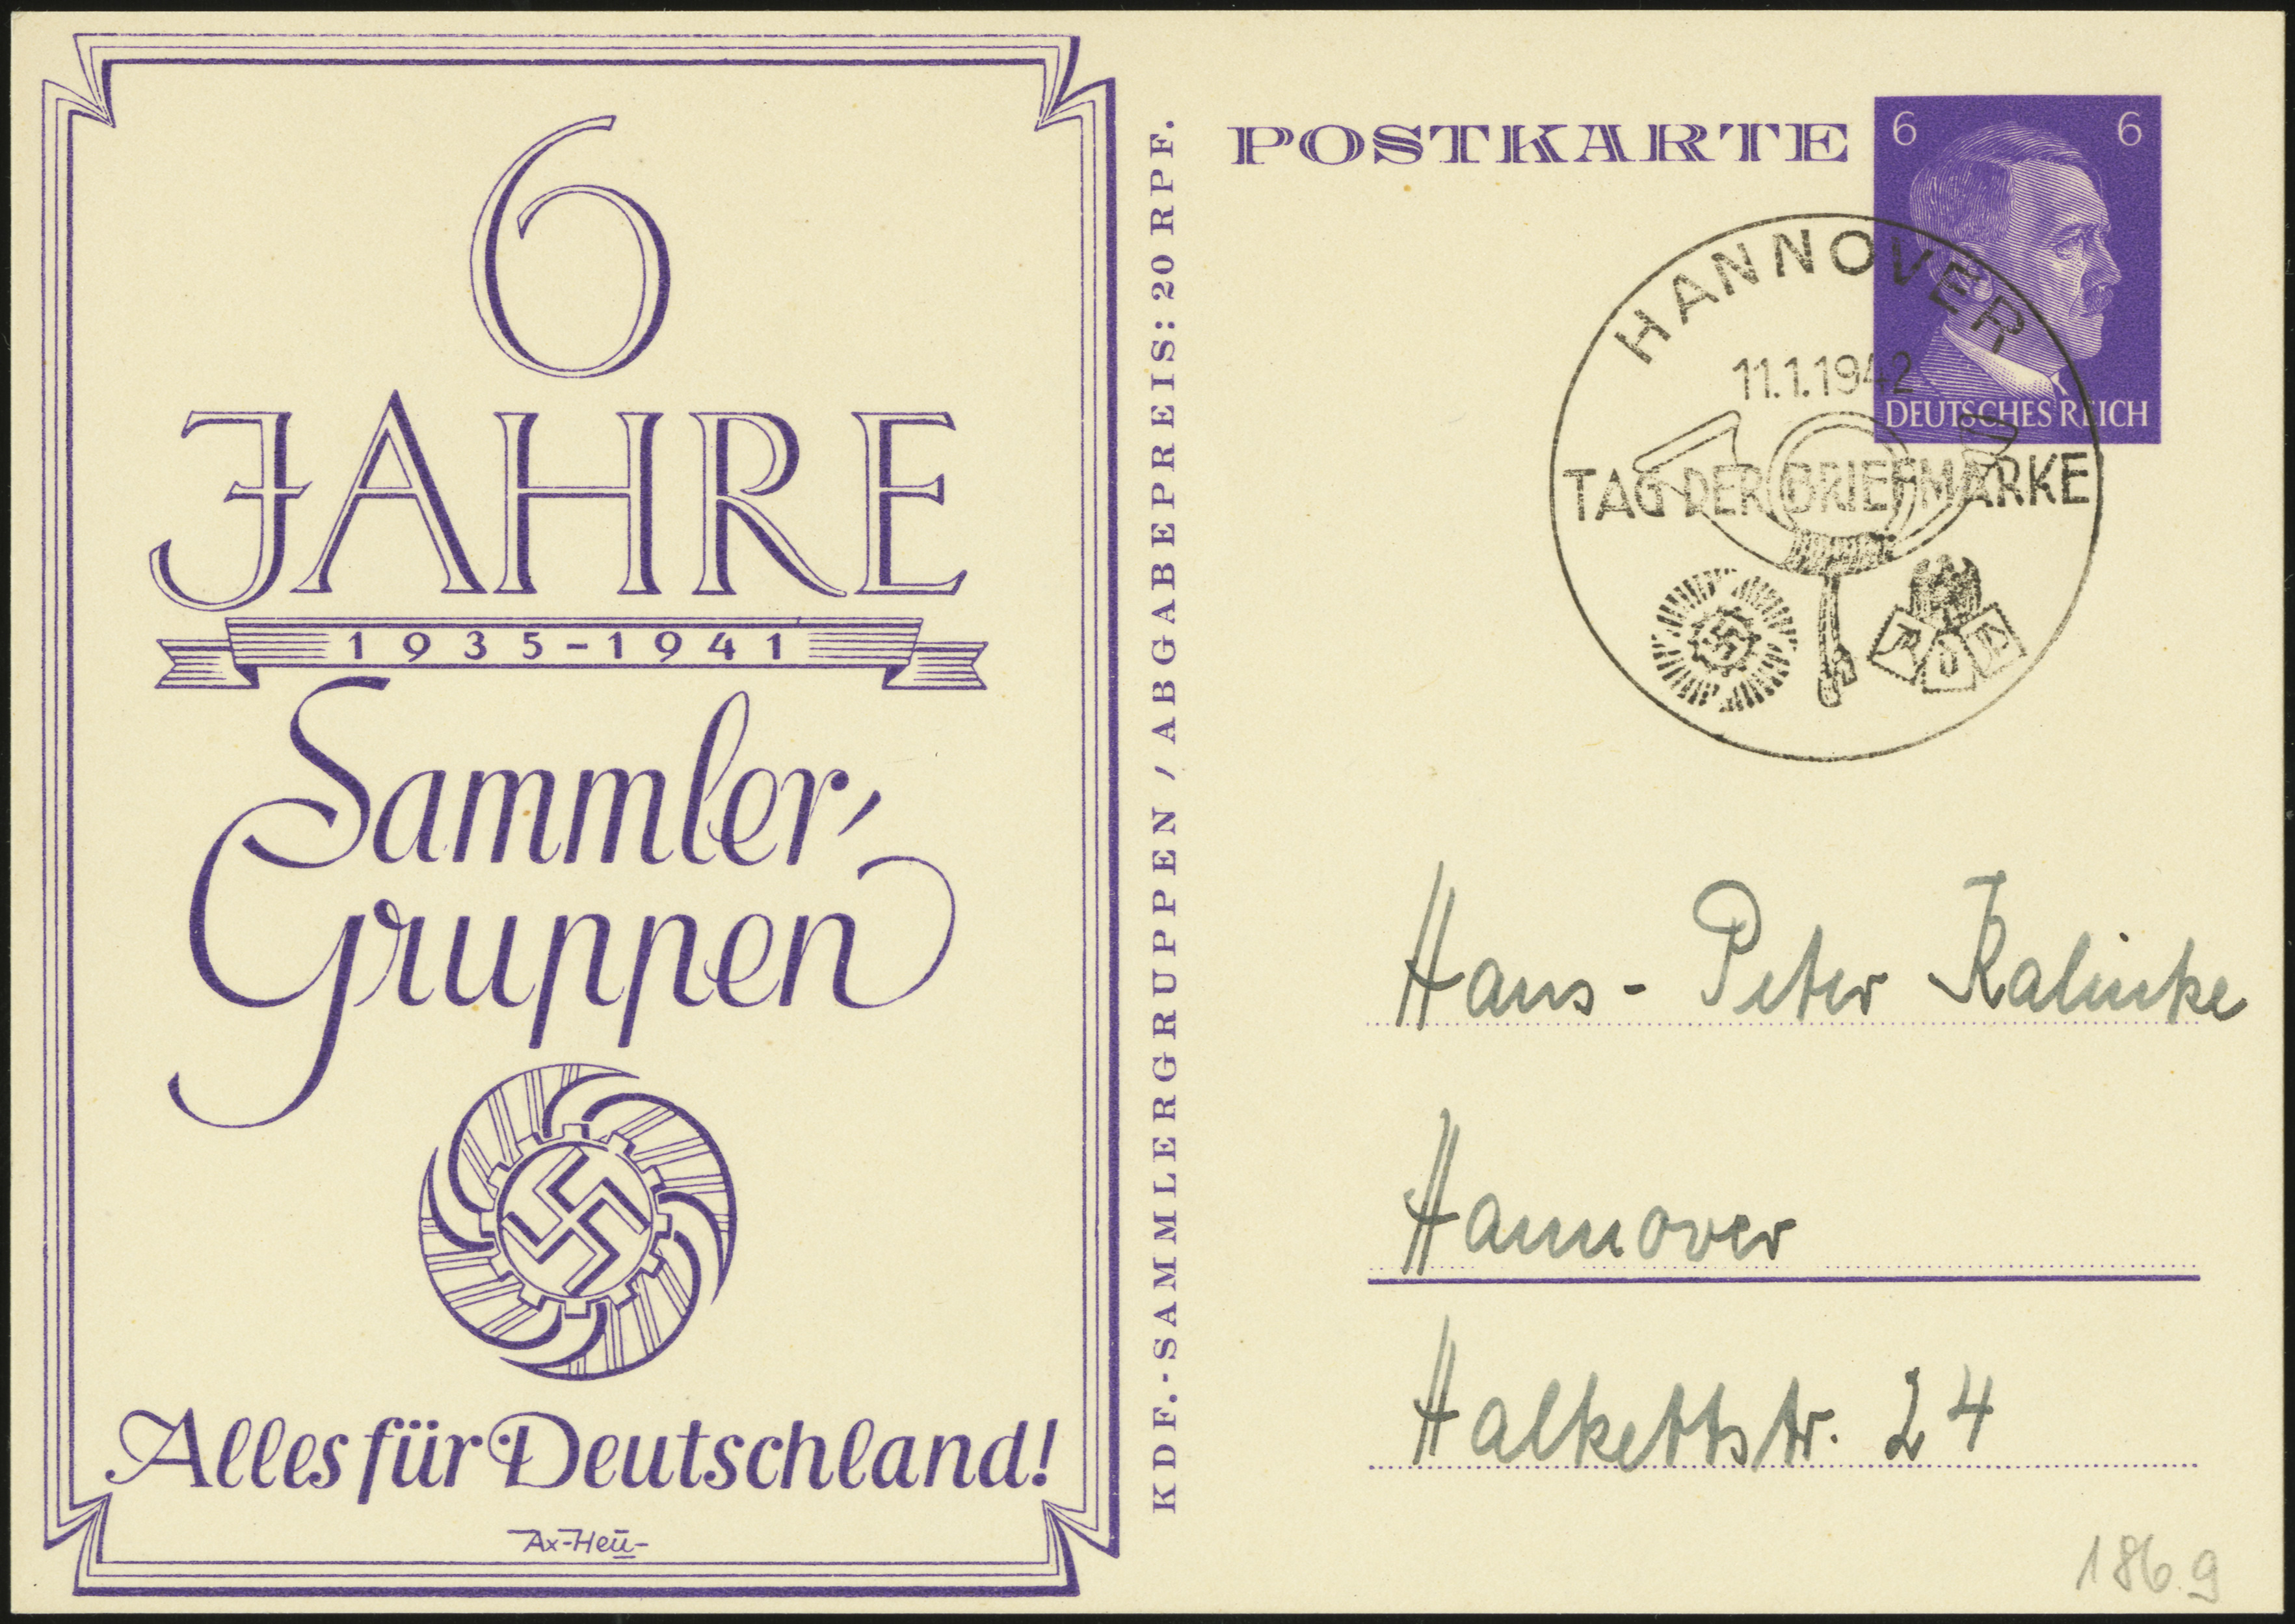 6
JAHRE
1935-1941
Sammler-
Gruppen
Alles für Deutschland!
Ax-Heu-
KDF.-SAMMLERGRUPPEN / ABGABEPREIS: 20 RPF.
POSTKARTE
6 6
DEUTSCHES REICH
HANNOVER
11.1.1942
TAG DER BRIEFMARKE
Hans-Peter Kalinke
Hannover
Halkettstr. 24
186.9